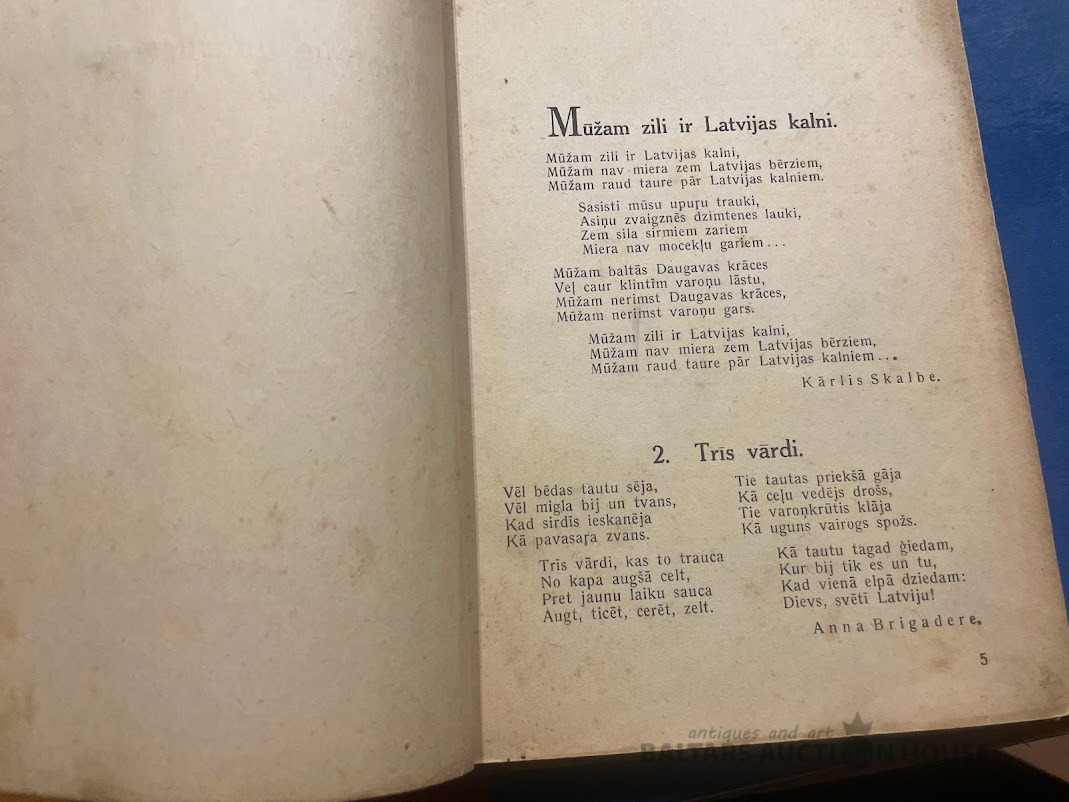 Mūžam zili ir Latvijas kalni.
Mūžam zili ir Latvijas kalni,
Mūžam nav miera zem Latvijas bērziem,
Mūžam raud taure pār Latvijas kalniem.
Sasisti mūsu upuŗu trauki,
Asiņu zvaigznēs dzimtenes lauki,
Zem sila sirmiem zariem
Miera nav mocekļu gariem...
Mūžam baltās Daugavas krāces
Veļ caur klintīm varoņu lāstu,
Mūžam nerimst Daugavas krāces,
Mūžam nerimst varoņu gars.
Mūžam zili ir Latvijas kalni,
Mūžam nav miera zem Latvijas bērziem,
Mūžam raud taure pār Latvijas kalniem...
Kārlis Skalbe.
2. Trīs vārdi.
Vēl bēdas tautu sēja,
Vēl migla bij un tvans,
Kad sirdīs ieskanēja
Kā pavasaŗa zvans.
Trīs vārdi, kas to trauca
No kapa augšā celt,
Pret jaunu laiku sauca
Augt, ticēt, cerēt, zelt.
Tie tautas priekšā gāja
Kā ceļu vedējs drošs,
Tie varoņkrūtis klāja
Kā uguns vairogs spožs.
Kā tautu tagad ģiedam,
Kur bij tik es un tu,
Kad vienā elpā dziedam:
Dievs, svētī Latviju!
Anna Brigadere.
5
antiques and art
BALTARS AUCTION HOUSE